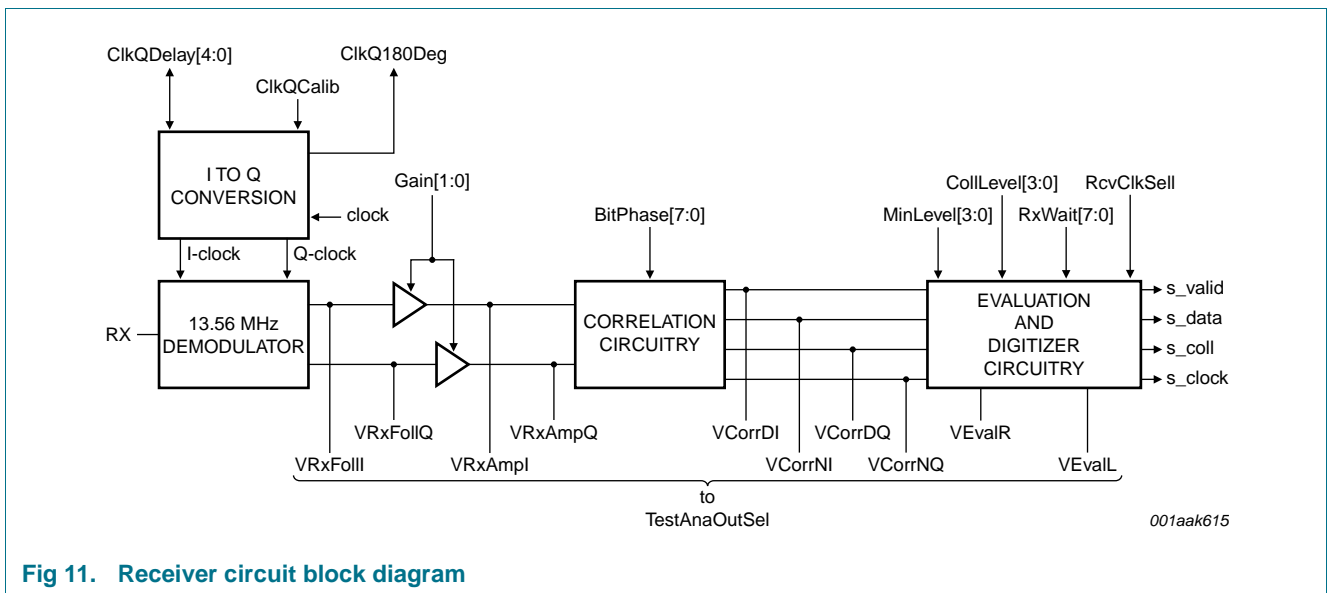 ClkQDelay[4:0]
ClkQ180Deg
ClkQCalib
I TO Q
CONVERSION
clock
I-clock
Q-clock
Gain[1:0]
BitPhase[7:0]
CollLevel[3:0]
RcvClkSelI
MinLevel[3:0]
RxWait[7:0]
RX
13.56 MHz
DEMODULATOR
CORRELATION
CIRCUITRY
EVALUATION
AND
DIGITIZER
CIRCUITRY
s_valid
s_data
s_coll
s_clock
VRxFollQ
VRxAmpQ
VCorrDI
VCorrDQ
VEvalR
VRxFollI
VRxAmpI
VCorrNI
VCorrNQ
VEvalL
to
TestAnaOutSel
001aak615
Fig 11. Receiver circuit block diagram